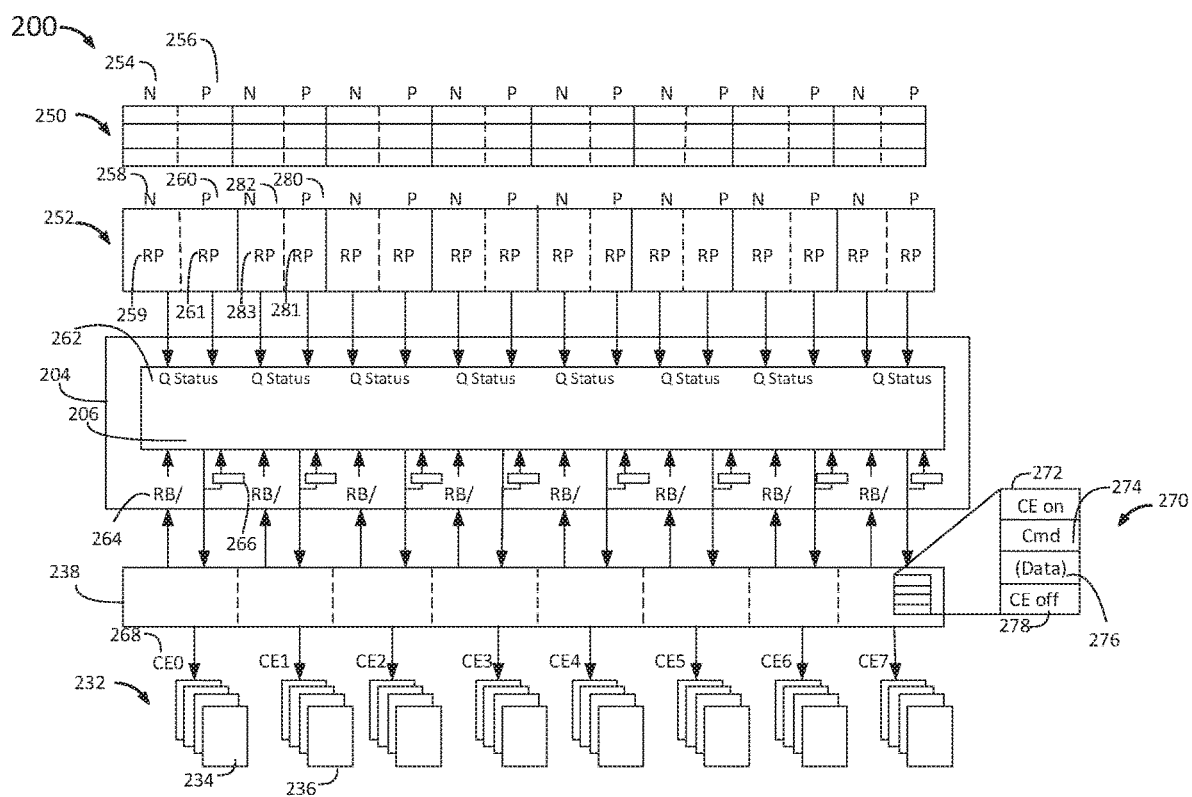 200
254
256
N P N P N P N P N P N P N P N P
250
258
260
282
280
N P N P N P N P N P N P N P N P
252
RP RP RP RP RP RP RP RP RP RP RP RP RP RP RP RP
259
261
283
281
262
Q Status Q Status Q Status Q Status Q Status Q Status Q Status Q Status
204
206
RB/ RB/ RB/ RB/ RB/ RB/ RB/ RB/
264
266
272
CE on
274
270
Cmd
(Data)
CE off
278
276
238
268
CE0 CE1 CE2 CE3 CE4 CE5 CE6 CE7
232
234
236